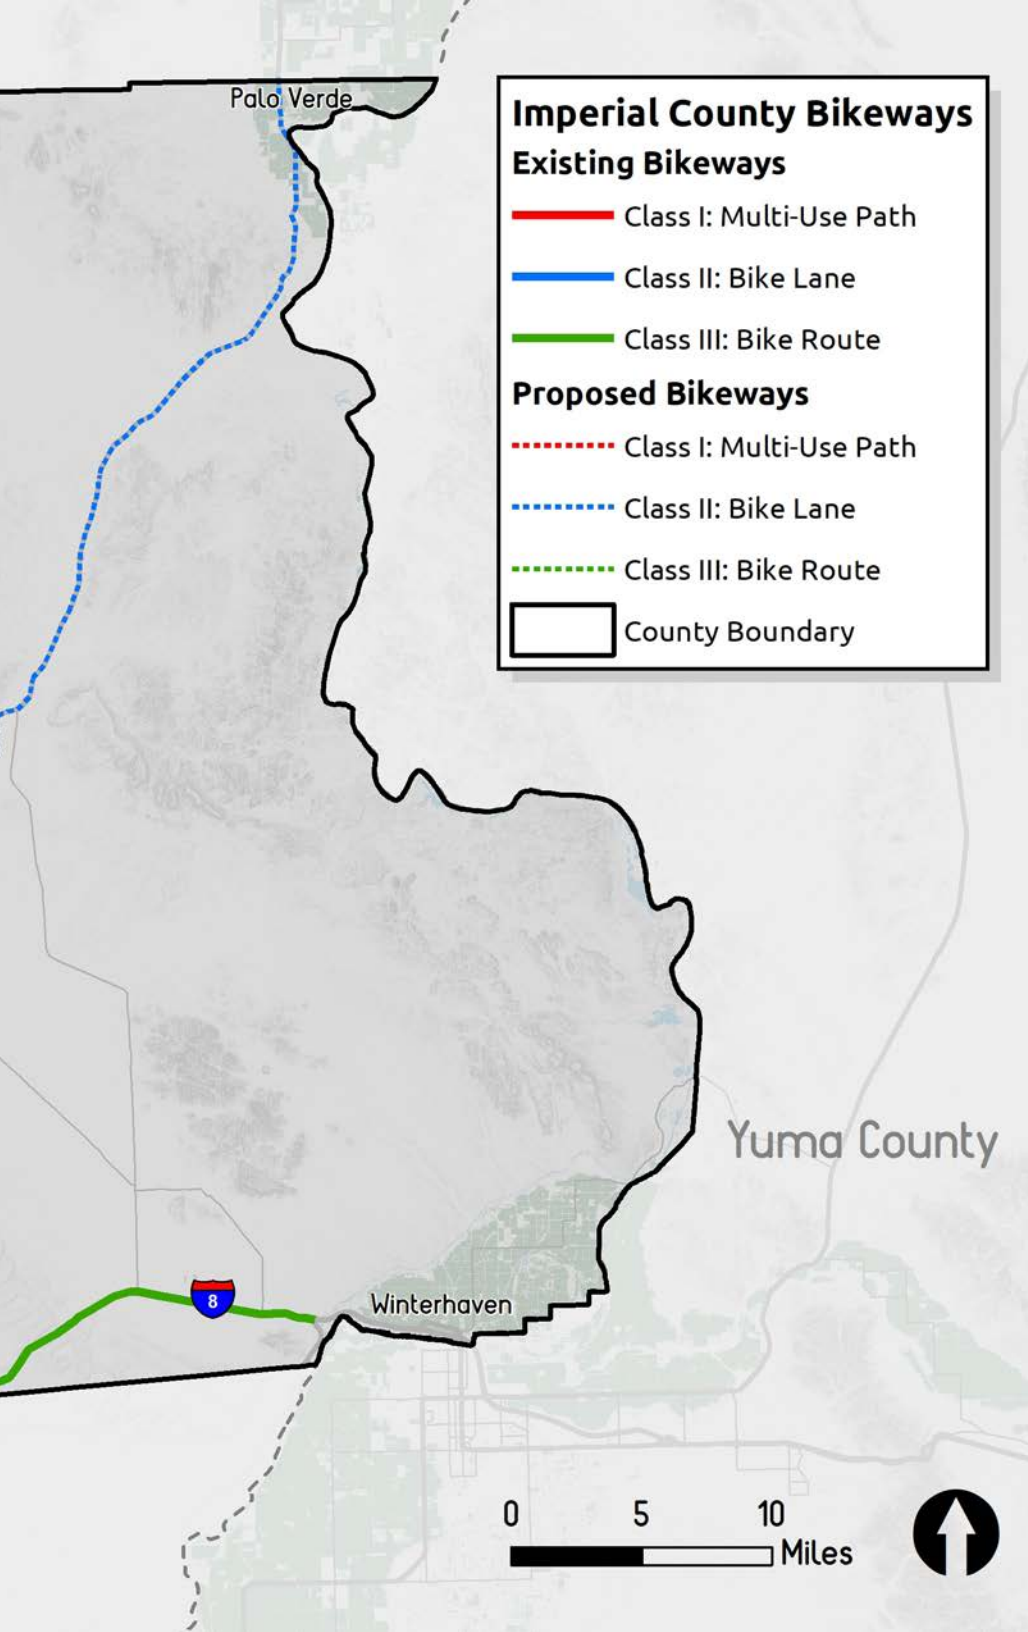 Palo Verde
Imperial County Bikeways
Existing Bikeways
Class I: Multi-Use Path
Class II: Bike Lane
Class III: Bike Route
Proposed Bikeways
Class I: Multi-Use Path
Class II: Bike Lane
Class III: Bike Route
County Boundary
Yuma County
8
Winterhaven
0 5 10
Miles